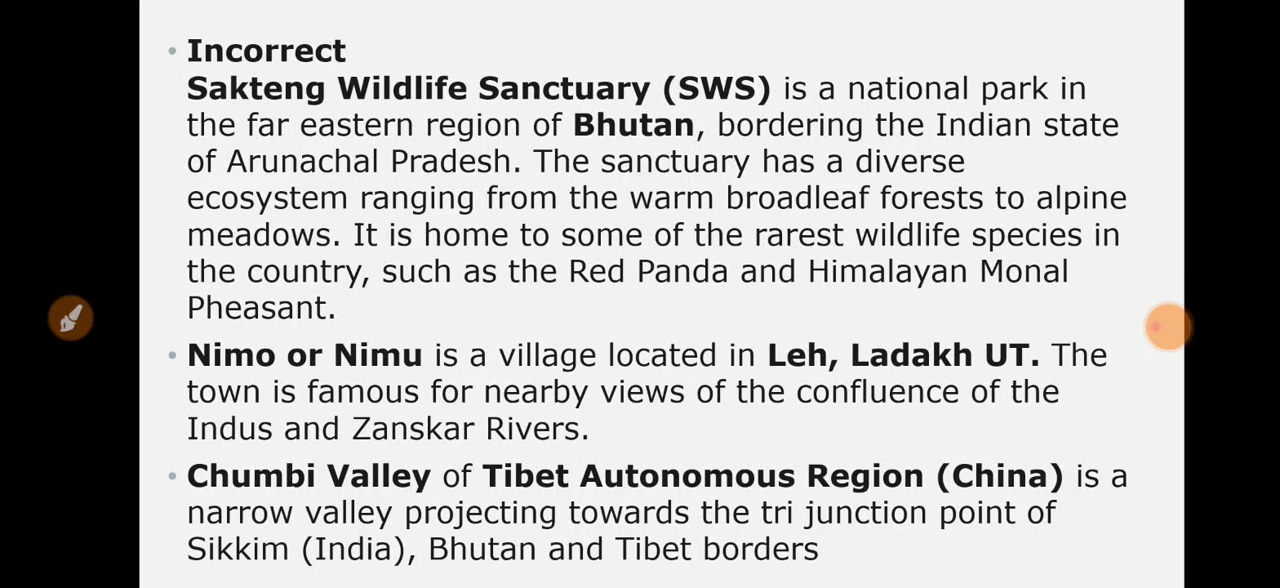 • Incorrect
Sakteng Wildlife Sanctuary (SWS) is a national park in
the far eastern region of Bhutan, bordering the Indian state
of Arunachal Pradesh. The sanctuary has a diverse
ecosystem ranging from the warm broadleaf forests to alpine
meadows. It is home to some of the rarest wildlife species in
the country, such as the Red Panda and Himalayan Monal
Pheasant.
• Nimo or Nimu is a village located in Leh, Ladakh UT. The
town is famous for nearby views of the confluence of the
Indus and Zanskar Rivers.
• Chumbi Valley of Tibet Autonomous Region (China) is a
narrow valley projecting towards the tri junction point of
Sikkim (India), Bhutan and Tibet borders